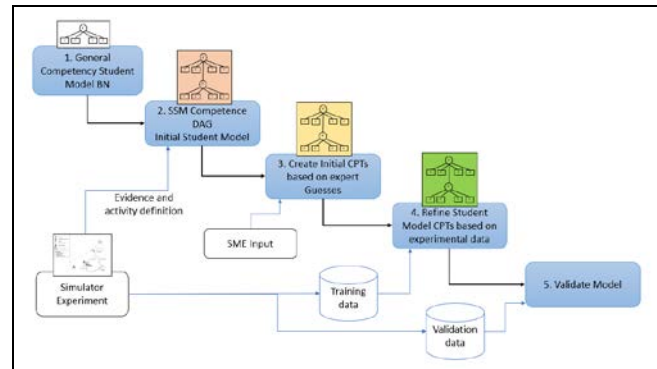 1. General
Competency Student
Model BN
2. SSM Competence
DAG
Initial Student Model
3. Create Initial CPTs
based on expert
Guesses
4. Refine Student
Model CPTs based on
experimental data
5. Validate Model
Evidence and
activity definition
SME Input
Simulator
Experiment
Training
data
Validation
data